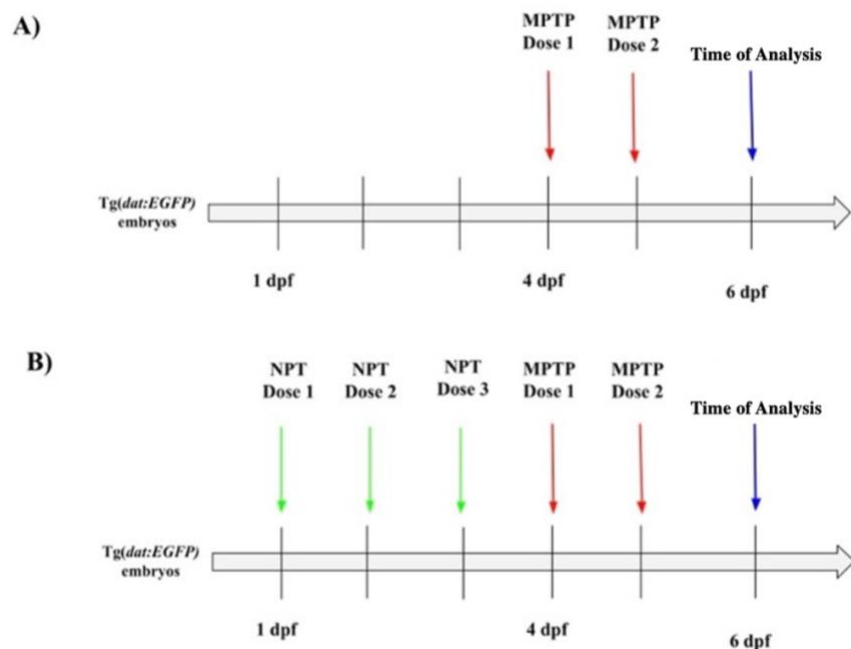 A)
MPTP
Dose 1
MPTP
Dose 2
Time of Analysis
Tg(dat:EGFP)
embryos
1 dpf
4 dpf
6 dpf
B)
NPT
Dose 1
NPT
Dose 2
NPT
Dose 3
MPTP
Dose 1
MPTP
Dose 2
Time of Analysis
Tg(dat:EGFP)
embryos
1 dpf
4 dpf
6 dpf